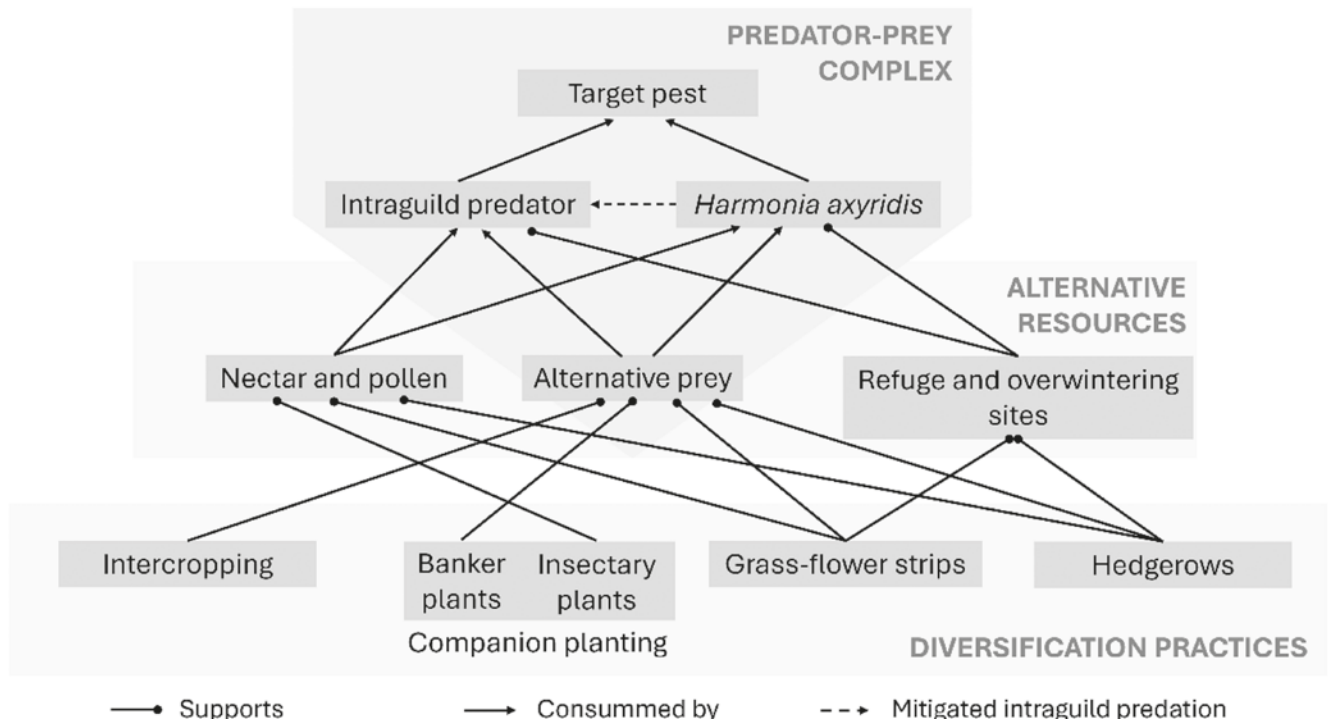 PREDATOR-PREY
COMPLEX
Target pest
Intraguild predator
Harmonia axyridis
ALTERNATIVE
RESOURCES
Nectar and pollen
Alternative prey
Refuge and overwintering
sites
Intercropping
Banker
plants
Insectary
plants
Companion planting
Grass-flower strips
Hedgerows
DIVERSIFICATION PRACTICES
Supports
Consummed by
Mitigated intraguild predation